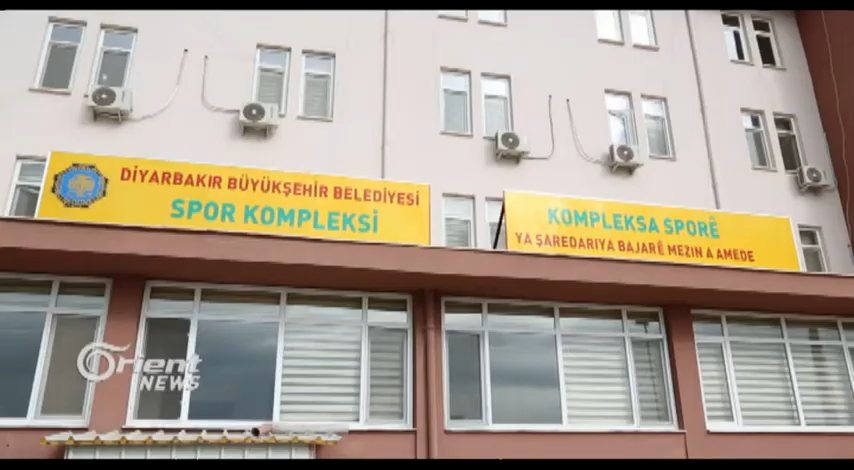 DİYARBAKIR BÜYÜKŞEHİR BELEDİYESİ
SPOR KOMPLEKSİ
KOMPLEKSA SPORÊ
YA ŞAREDARIYA BAJARÊ MEZIN A AMEDE
Orient
NEWS